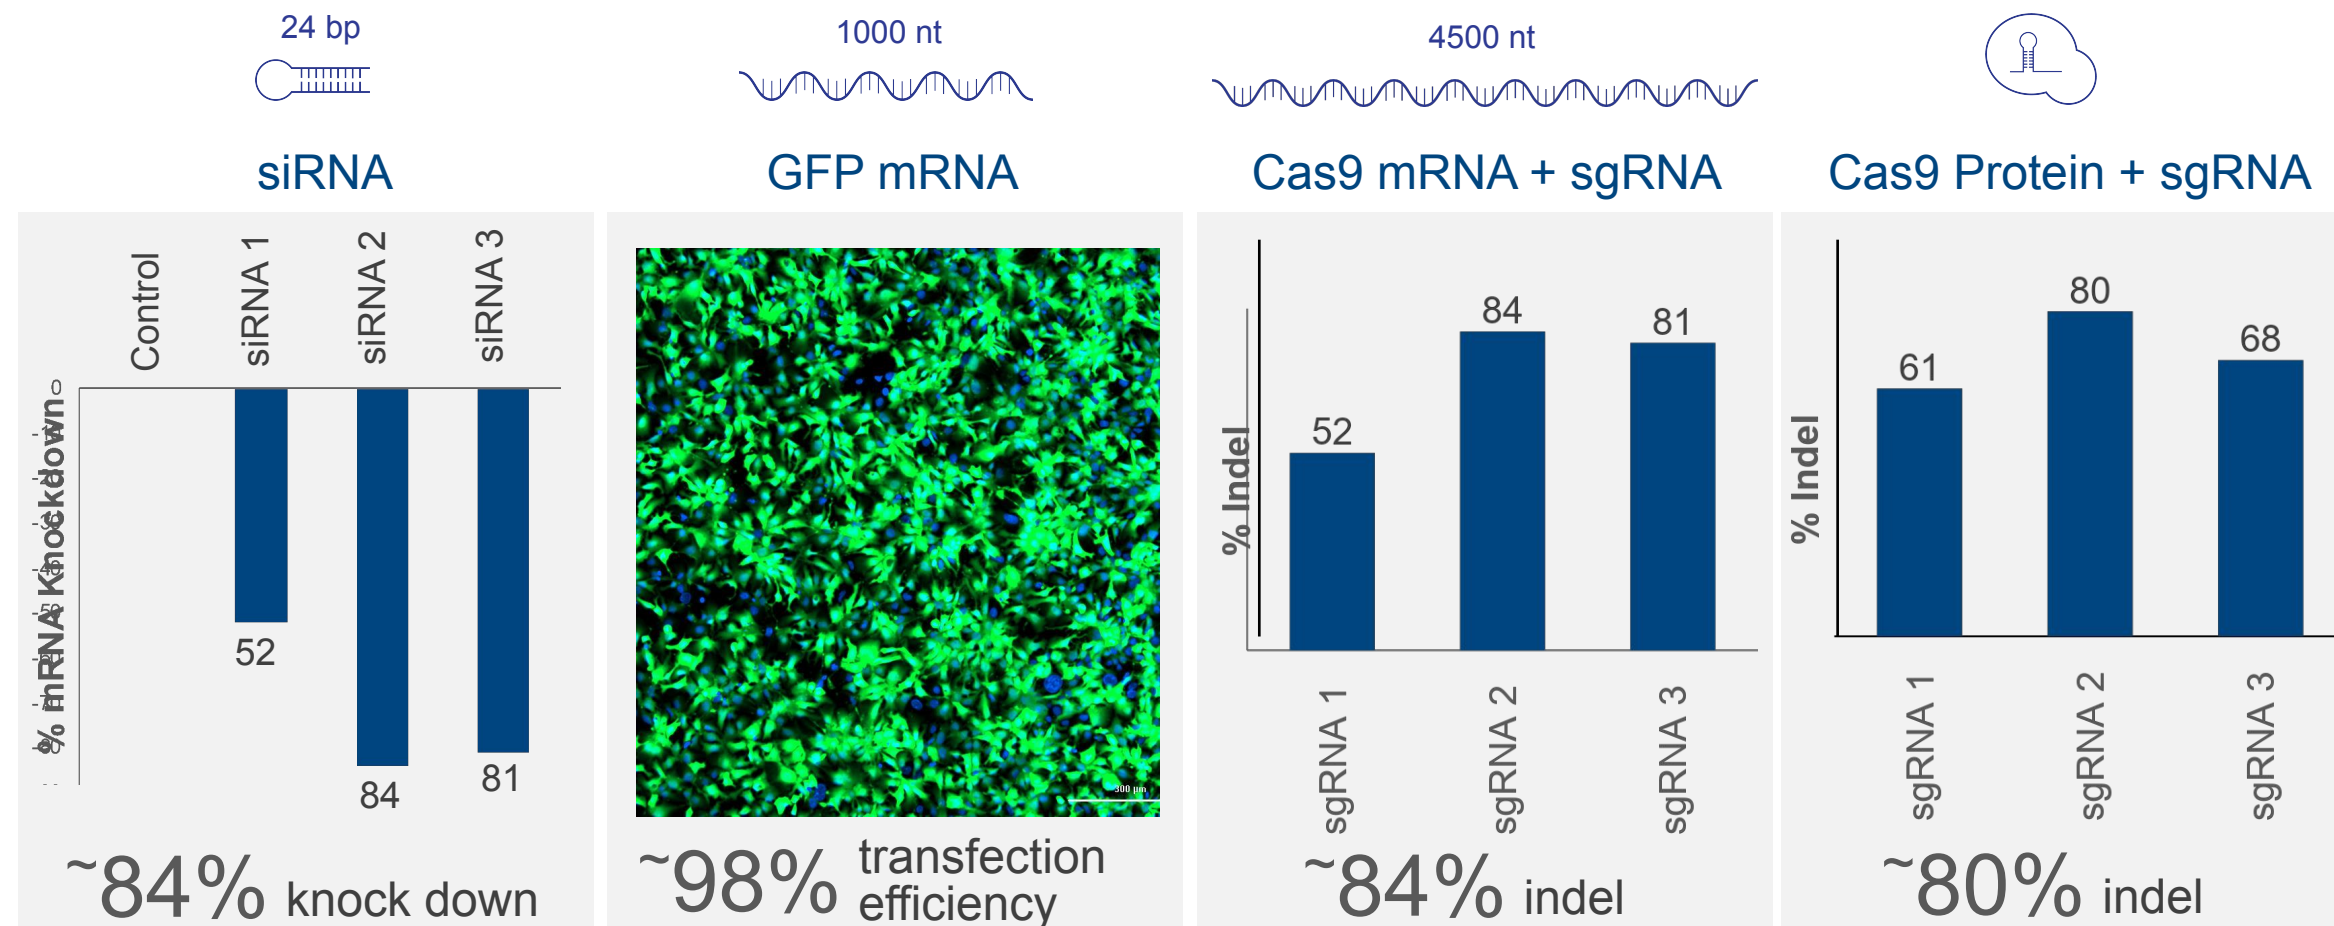 24 bp
1000 nt
4500 nt
siRNA
GFP mRNA
Cas9 mRNA + sgRNA
Cas9 Protein + sgRNA
Control
siRNA 1
siRNA 2
siRNA 3
0
% mRNA Knockdown
52
84
81
~84% knock down
300 µm
~98% transfection
efficiency
% Indel
52
84
81
sgRNA 1
sgRNA 2
sgRNA 3
~84% indel
% Indel
61
80
68
sgRNA 1
sgRNA 2
sgRNA 3
~80% indel